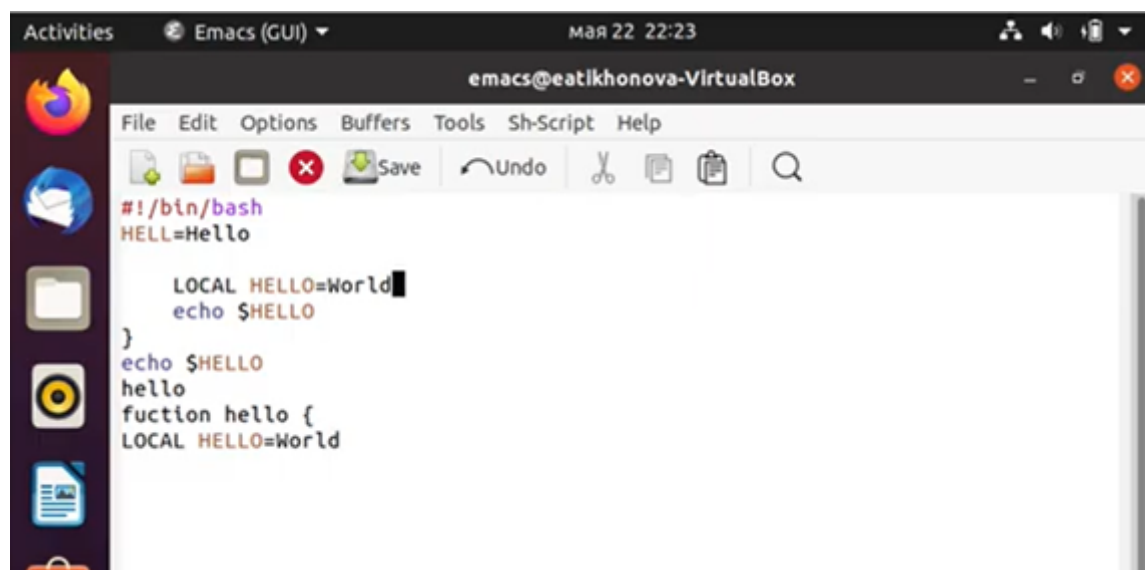 Activities Emacs (GUI) мая 22 22:23
emacs@eatikhonova-VirtualBox
File Edit Options Buffers Tools Sh-Script Help
Save Undo
#!/bin/bash
HELL=Hello
LOCAL HELLO=World
echo $HELLO
}
echo $HELLO
hello
fuction hello {
LOCAL HELLO=World